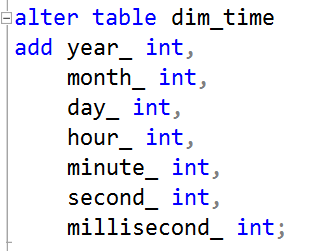 alter table dim_time
add year_ int,
month_ int,
day_ int,
hour_ int,
minute_ int,
second_ int,
millisecond_ int;